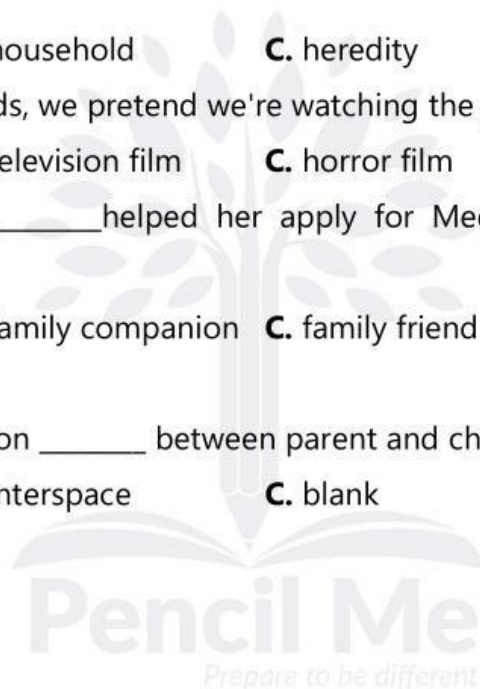 household C. heredity
ds, we pretend we're watching the
elevision film C. horror film
_______helped her apply for Me
amily companion C. family friend
on _______ between parent and ch
nterspace C. blank
Pencil Me
Prepare to be different